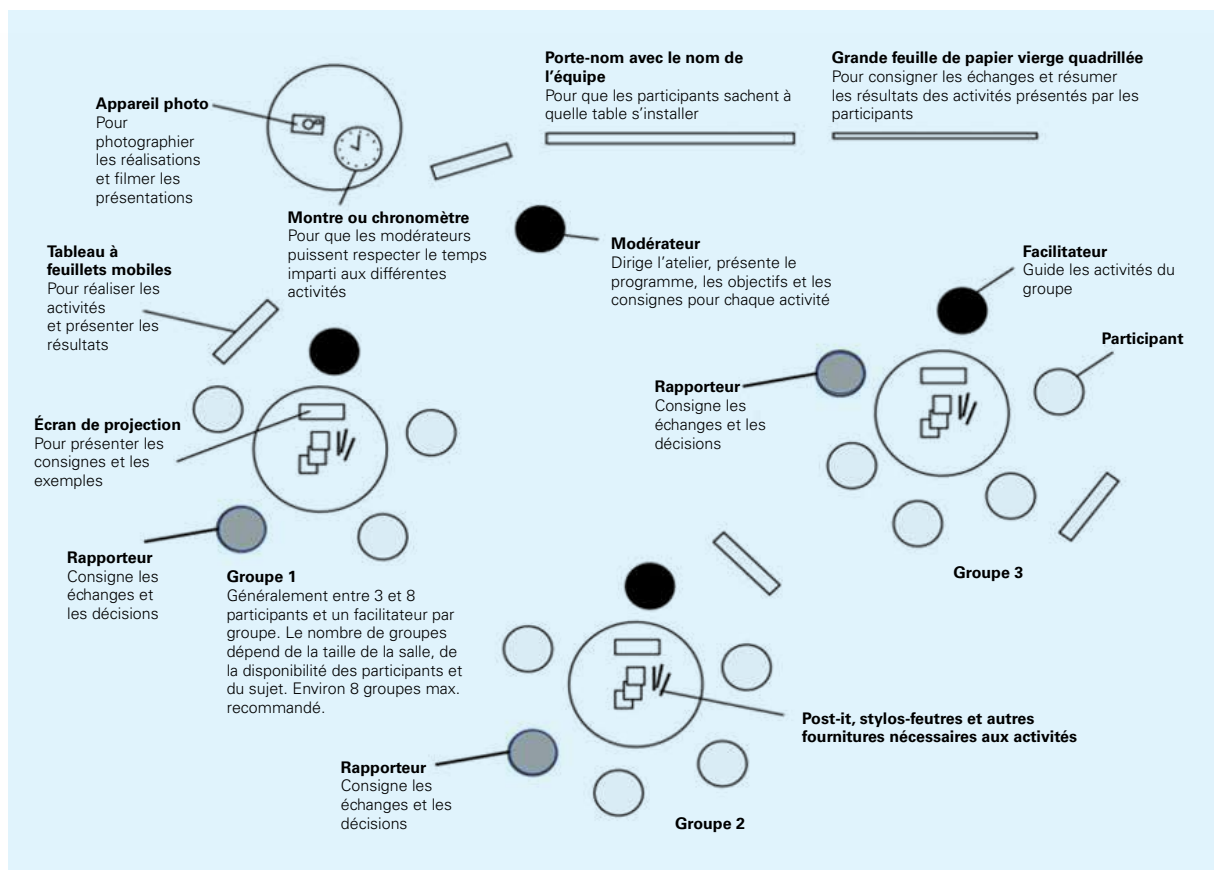 Porte-nom avec le nom de
l'équipe
Pour que les participants sachent à
quelle table s'installer
Grande feuille de papier vierge quadrillée
Pour consigner les échanges et résumer
les résultats des activités présentés par les
participants
Appareil photo
Pour
photographier
les réalisations
et filmer les
présentations
Montre ou chronomètre
Pour que les modérateurs
puissent respecter le temps
imparti aux différentes
activités
Modérateur
Dirige l'atelier, présente le
programme, les objectifs et les
consignes pour chaque activité
Facilitateur
Guide les activités du
groupe
Participant
Tableau à
feuillets mobiles
Pour réaliser les
activités
et présenter les
résultats
Rapporteur
Consigne les
échanges et les
décisions
Écran de projection
Pour présenter les
consignes et les
exemples
Rapporteur
Consigne les
échanges et
les décisions
Groupe 1
Généralement entre 3 et 8
participants et un facilitateur par
groupe. Le nombre de groupes
dépend de la taille de la salle, de
la disponibilité des participants et
du sujet. Environ 8 groupes max.
recommandé.
Groupe 3
Post-it, stylos-feutres et autres
fournitures nécessaires aux activités
Rapporteur
Consigne les
échanges et les
décisions
Groupe 2